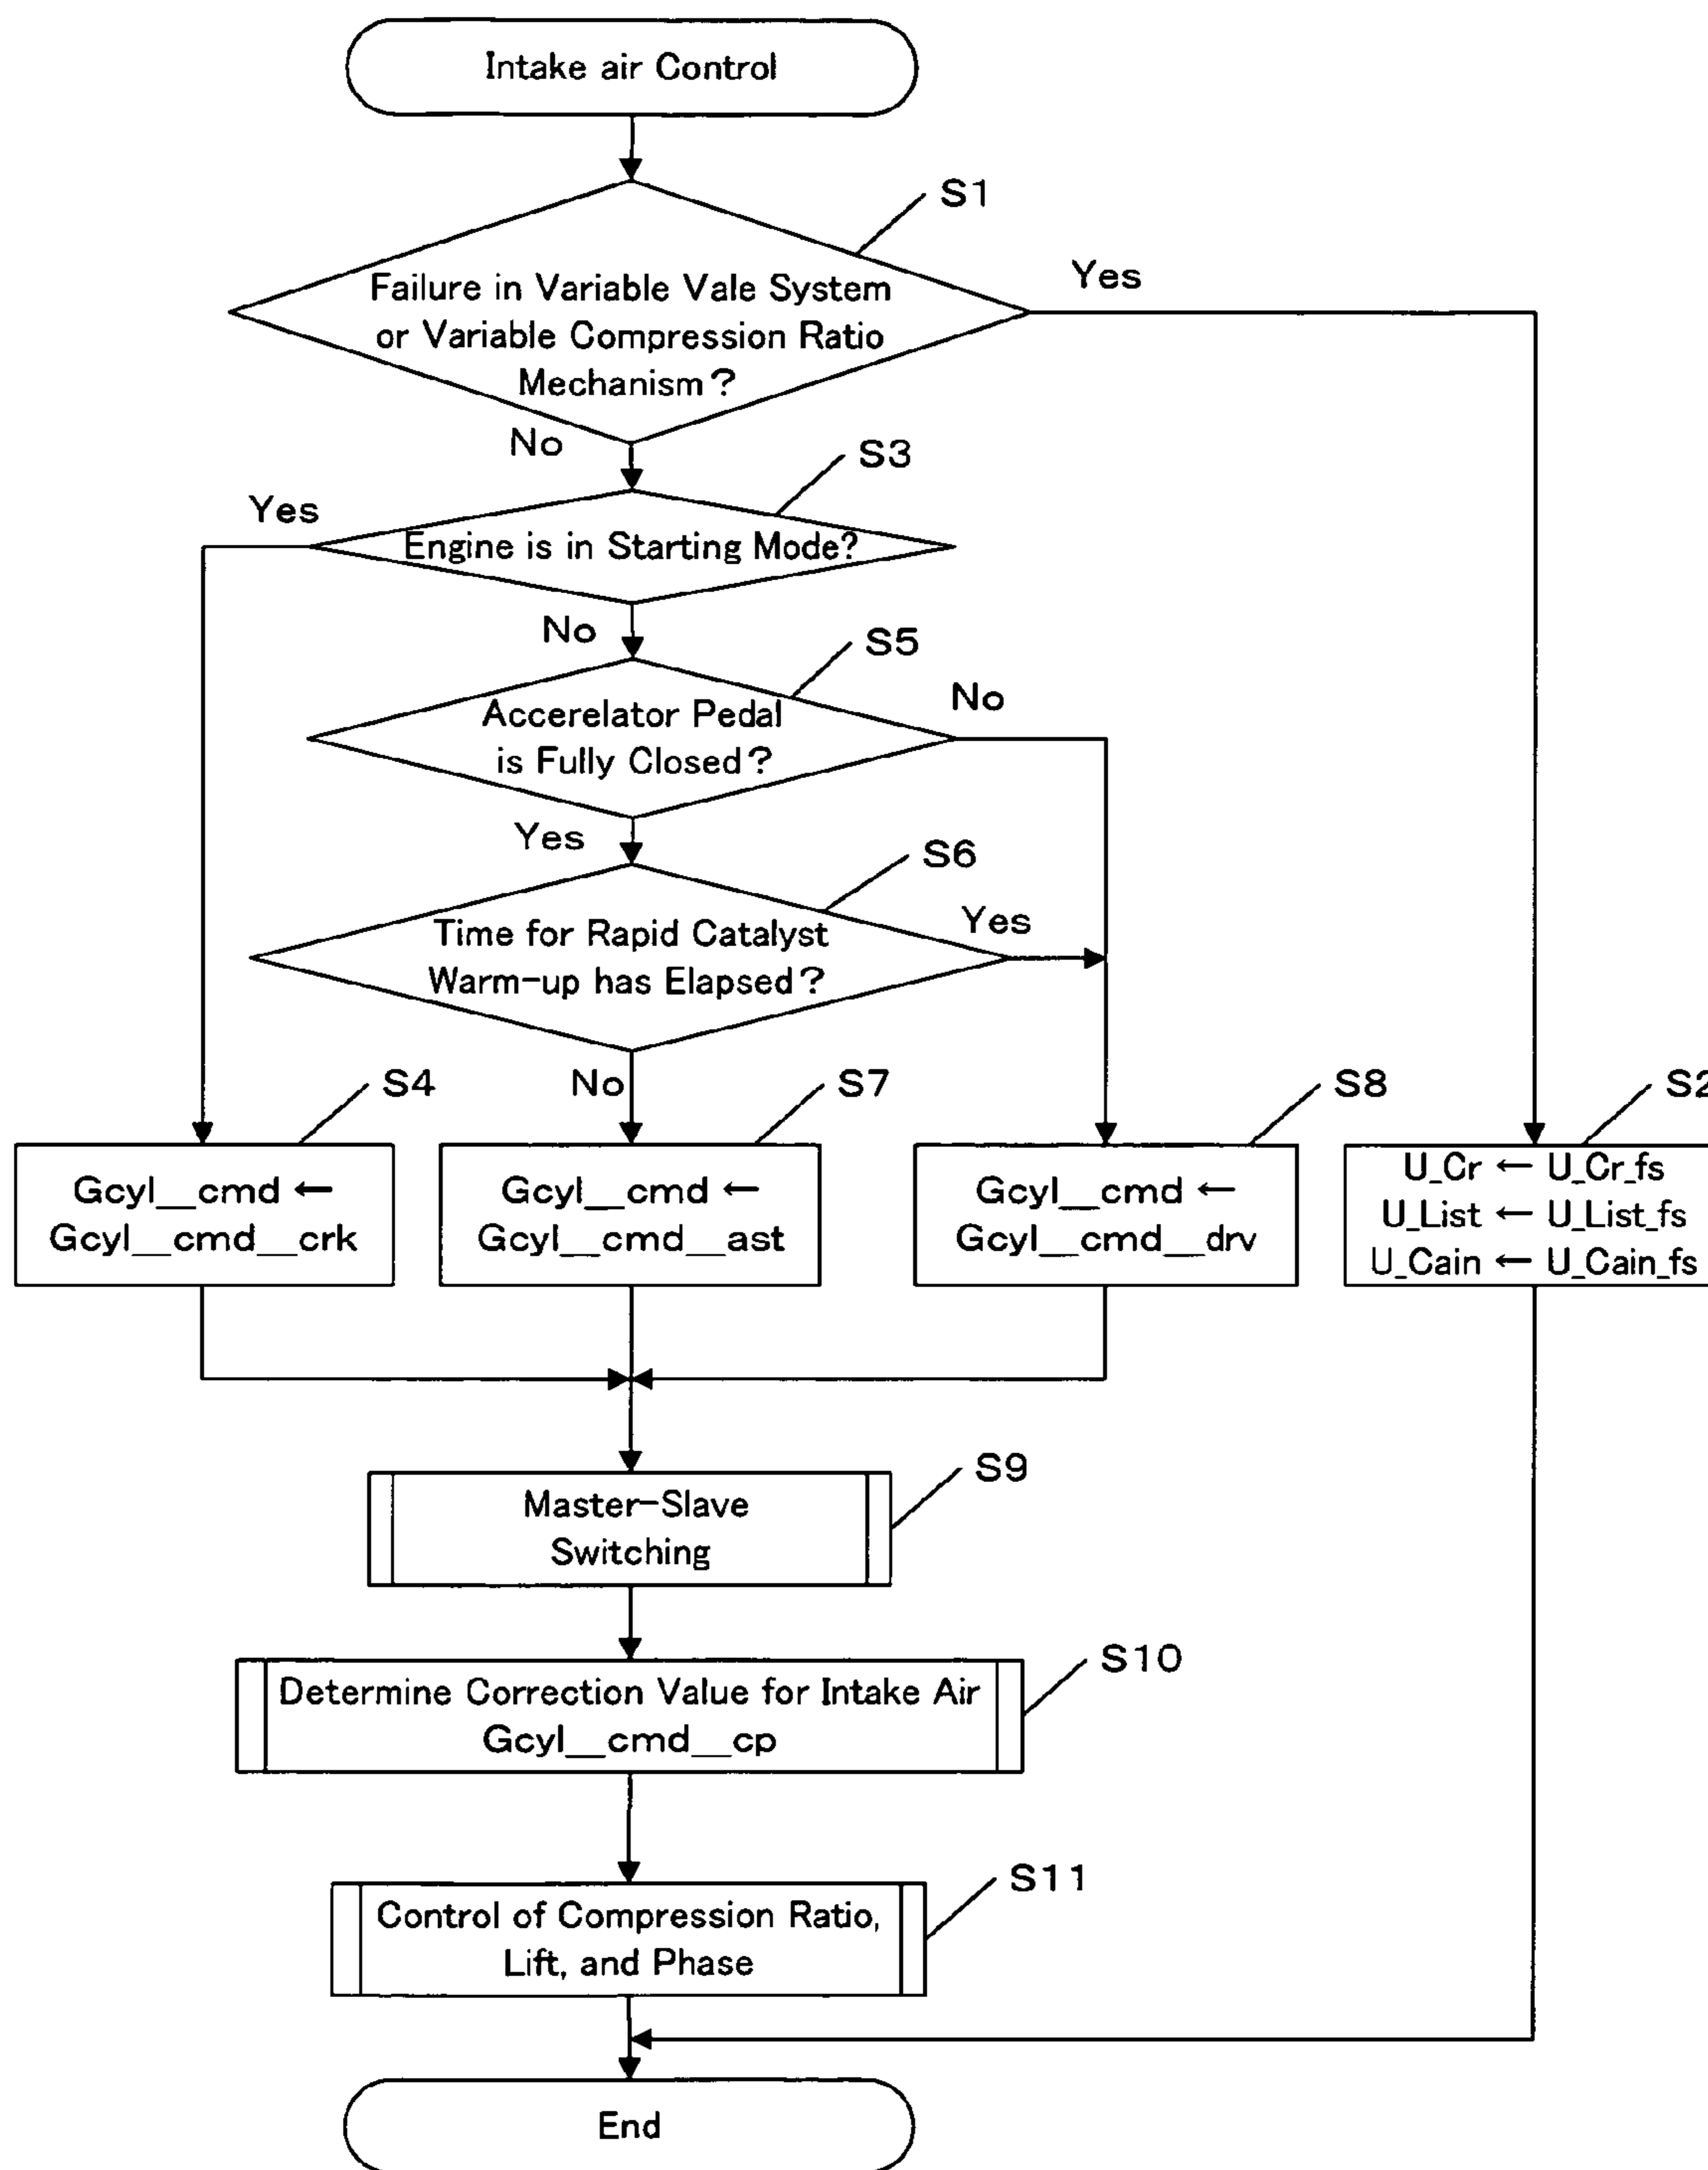 Intake air Control
S1
Failure in Variable Vale System
or Variable Compression Ratio
Mechanism?
Yes
No
S3
Yes
Engine is in Starting Mode?
No
S5
Accerelator Pedal
is Fully Closed?
No
Yes
S6
Time for Rapid Catalyst
Warm-up has Elapsed?
Yes
No
S4
Gcyl__cmd ←
Gcyl__cmd__crk
S7
Gcyl__cmd ←
Gcyl__cmd__ast
S8
Gcyl__cmd ←
Gcyl__cmd__drv
S2
U_Cr ← U_Cr_fs
U_List ← U_List_fs
U_Cain ← U_Cain_fs
S9
Master-Slave
Switching
S10
Determine Correction Value for Intake Air
Gcyl__cmd__cp
S11
Control of Compression Ratio,
Lift, and Phase
End